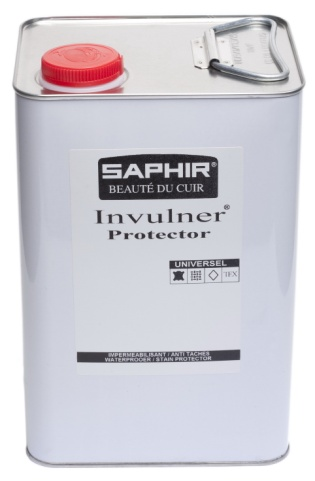 SAPHIR
BEAUTÉ DU CUIR
Invulner®
Protector
UNIVERSEL
TEX
IMPERMEABILISANT / ANTI TACHES
WATERPROOFER / STAIN PROTECTOR